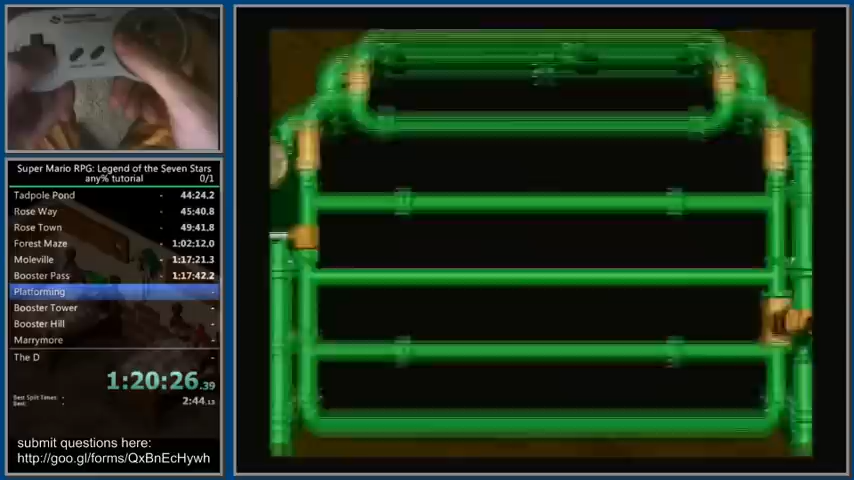 Super Mario RPG: Legend of the Seven Stars
any% tutorial 0/1
Tadpole Pond - 44:24.2
Rose Way - 45:40.8
Rose Town - 49:41.8
Forest Maze - 1:02:12.0
Moleville - 1:17:21.3
Booster Pass - 1:17:42.2
Platforming -
Booster Tower -
Booster Hill -
Marrymore -
The D -
1:20:26.39
Best Split Times: -
Best: - 2:44.13
submit questions here:
http://goo.gl/forms/QxBnEcHywh